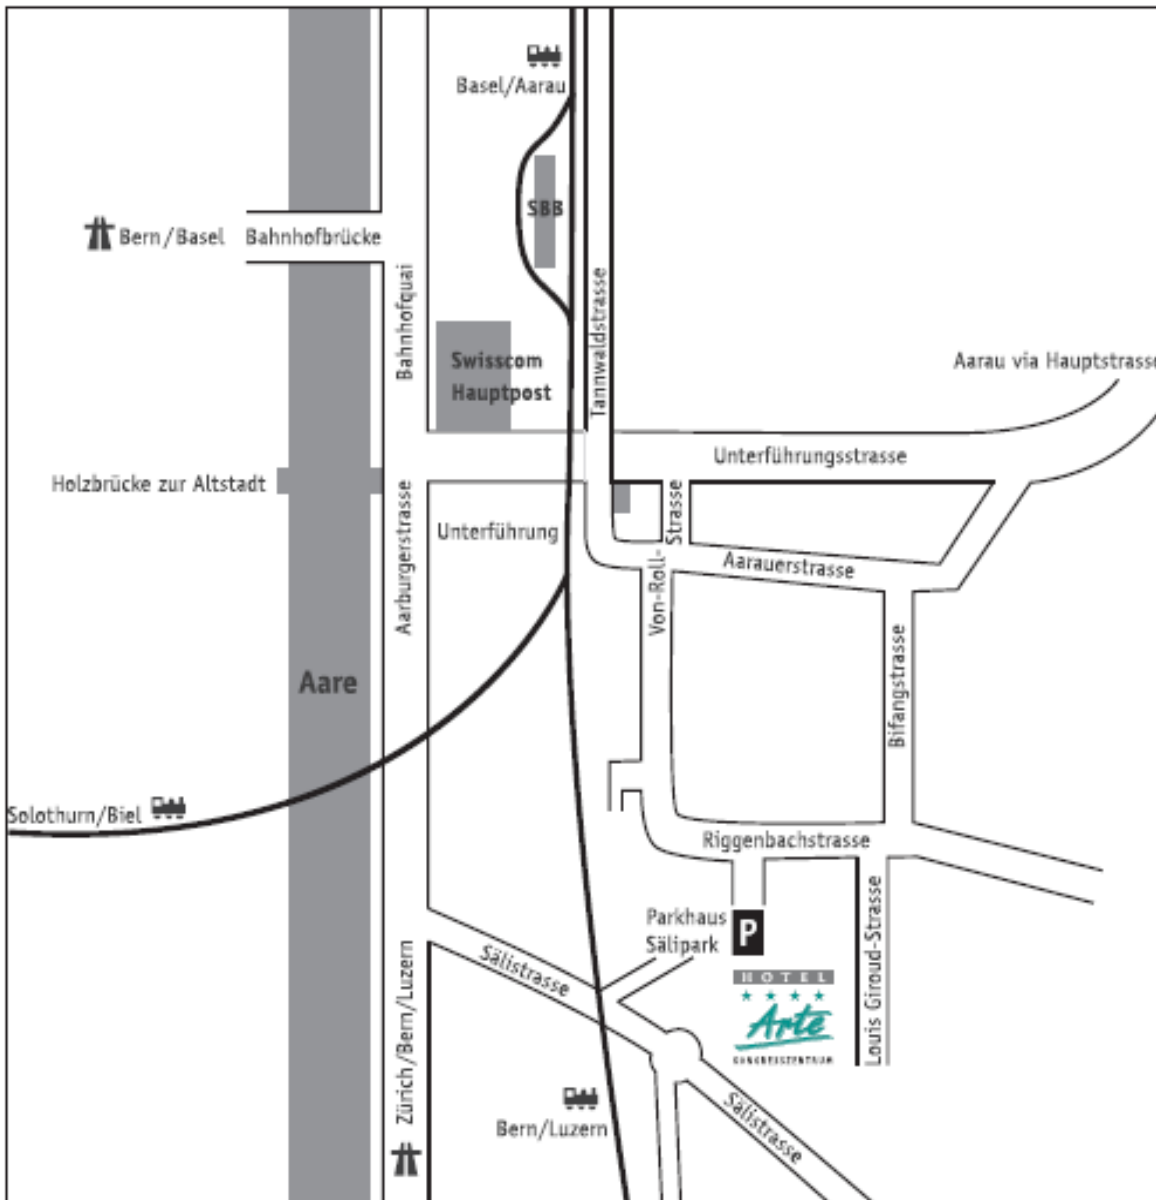 Basel/Aarau
SBB
Bern/Basel
Bahnhofbrücke
Bahnhofquai
Tannwaldstrasse
Swisscom
Hauptpost
Aarau via Hauptstrasse
Unterführungsstrasse
Holzbrücke zur Altstadt
Aarburgerstrasse
Unterführung
Von-Roll-
Strasse
Aarauerstrasse
Bifangstrasse
Aare
Solothurn/Biel
Riggenbachstrasse
Louis Giroud-Strasse
Parkhaus
Sälipark
P
Sälistrasse
HOTEL
Arte
CONGRESSZENTRUM
Zürich/Bern/Luzern
Bern/Luzern
Sälistrasse